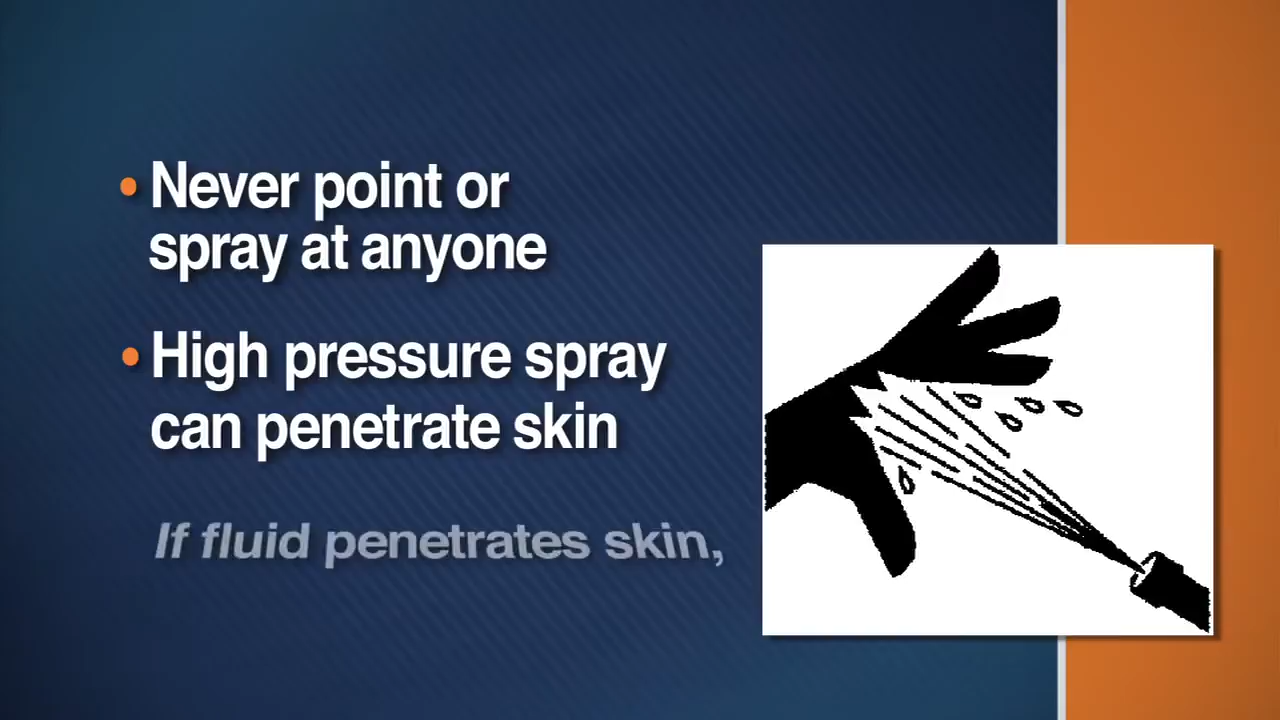 • Never point or
spray at anyone
• High pressure spray
can penetrate skin
If fluid penetrates skin,